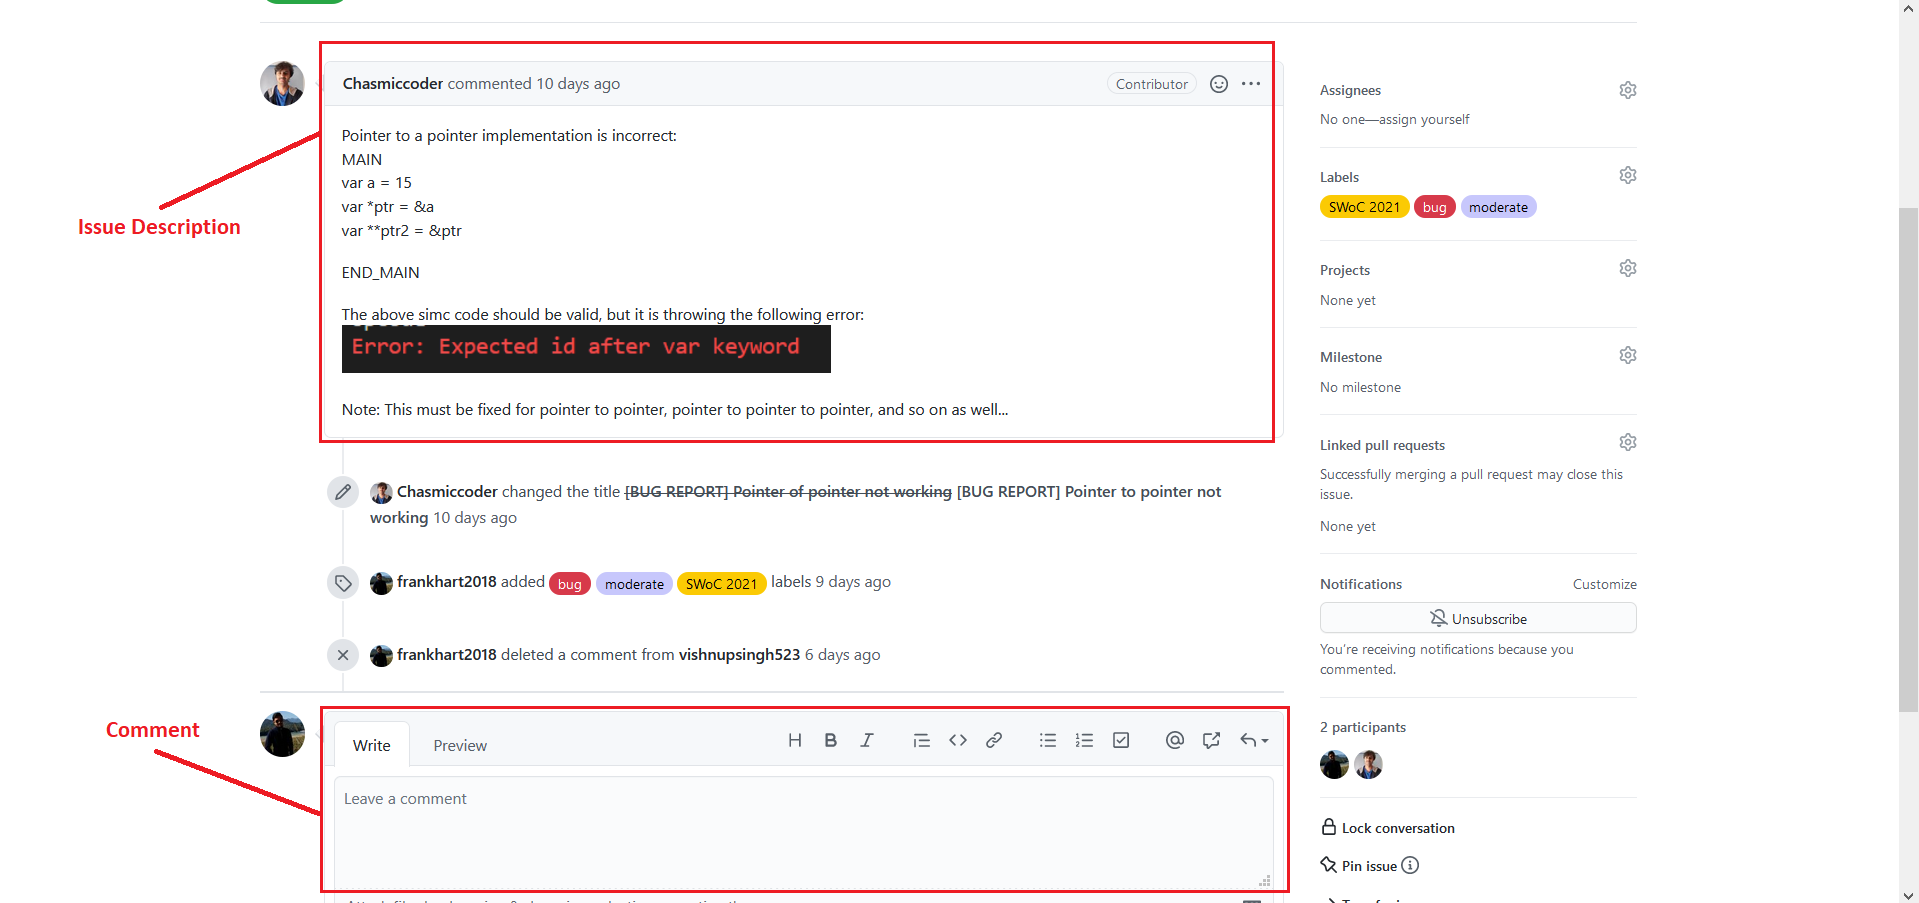 Chasmiccoder commented 10 days ago
Contributor
Pointer to a pointer implementation is incorrect:
MAIN
var a = 15
var *ptr = &a
var **ptr2 = &ptr
END_MAIN
The above simc code should be valid, but it is throwing the following error:
Error: Expected id after var keyword
Note: This must be fixed for pointer to pointer, pointer to pointer to pointer, and so on as well...
Issue Description
Chasmiccoder changed the title [BUG REPORT] Pointer of pointer not working [BUG REPORT] Pointer to pointer not
working 10 days ago
frankhart2018 added bug moderate SWoC 2021 labels 9 days ago
frankhart2018 deleted a comment from vishnupsingh523 6 days ago
Comment
Write
Preview
Leave a comment
Assignees
No one—assign yourself
Labels
SWoC 2021 bug moderate
Projects
None yet
Milestone
No milestone
Linked pull requests
Successfully merging a pull request may close this
issue.
None yet
Notifications
Customize
Unsubscribe
You're receiving notifications because you
commented.
2 participants
Lock conversation
Pin issue